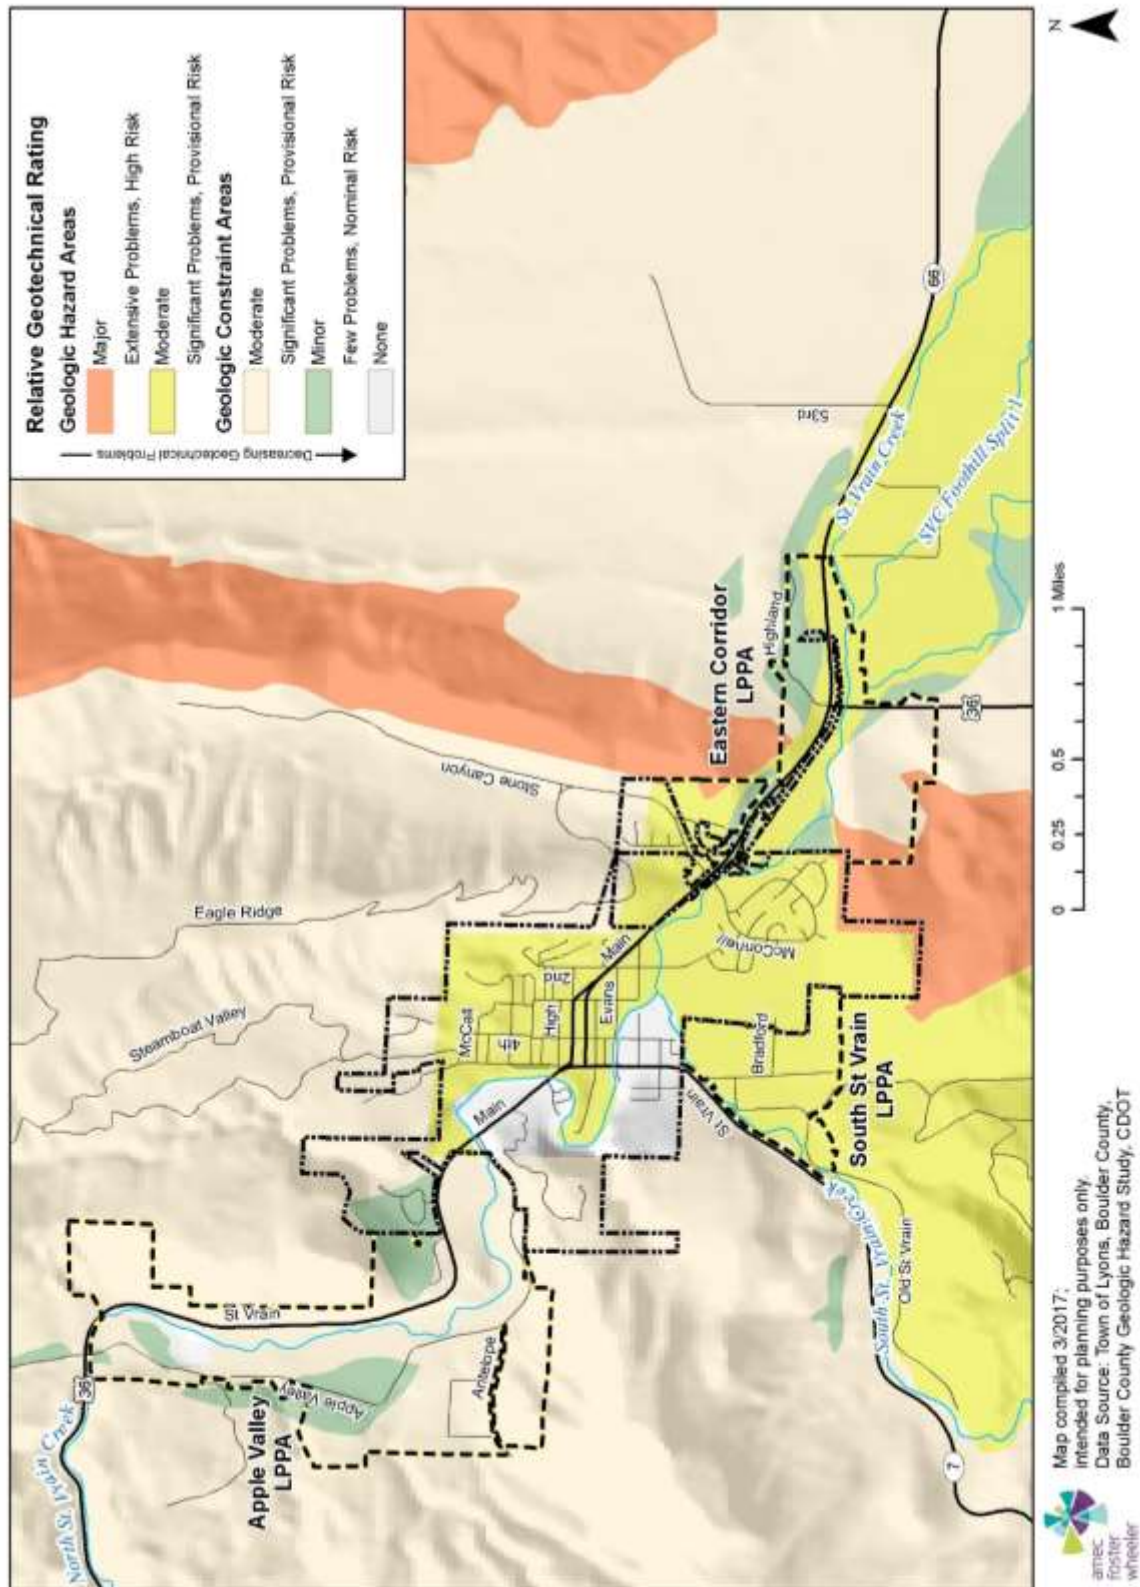 Relative Geotechnical Rating
Geologic Hazard Areas
Major
Extensive Problems, High Risk
Moderate
Significant Problems, Provisional Risk
Geologic Constraint Areas
Moderate
Significant Problems, Provisional Risk
Minor
Few Problems, Nominal Risk
None
Decreasing Geotechnical Problems
North St. Vrain Creek
36
Apple Valley
LPPA
Apple Valley
St Vrain
Antelope
Steamboat Valley
Eagle Ridge
Stone Canyon
McCall
4th
High
2nd
Main
Main
Evans
McConnell
Bradford
St Vrain
South St Vrain
LPPA
South St. Vrain Creek
Old St Vrain
7
Eastern Corridor
LPPA
Highland
St. Vrain Creek
SVC Foothill Split 1
53rd
66
36
N
0
0.25
0.5
1 Miles
amec
foster
wheeler
Map compiled 3/2017;
intended for planning purposes only.
Data Source: Town of Lyons, Boulder County,
Boulder County Geologic Hazard Study, CDOT